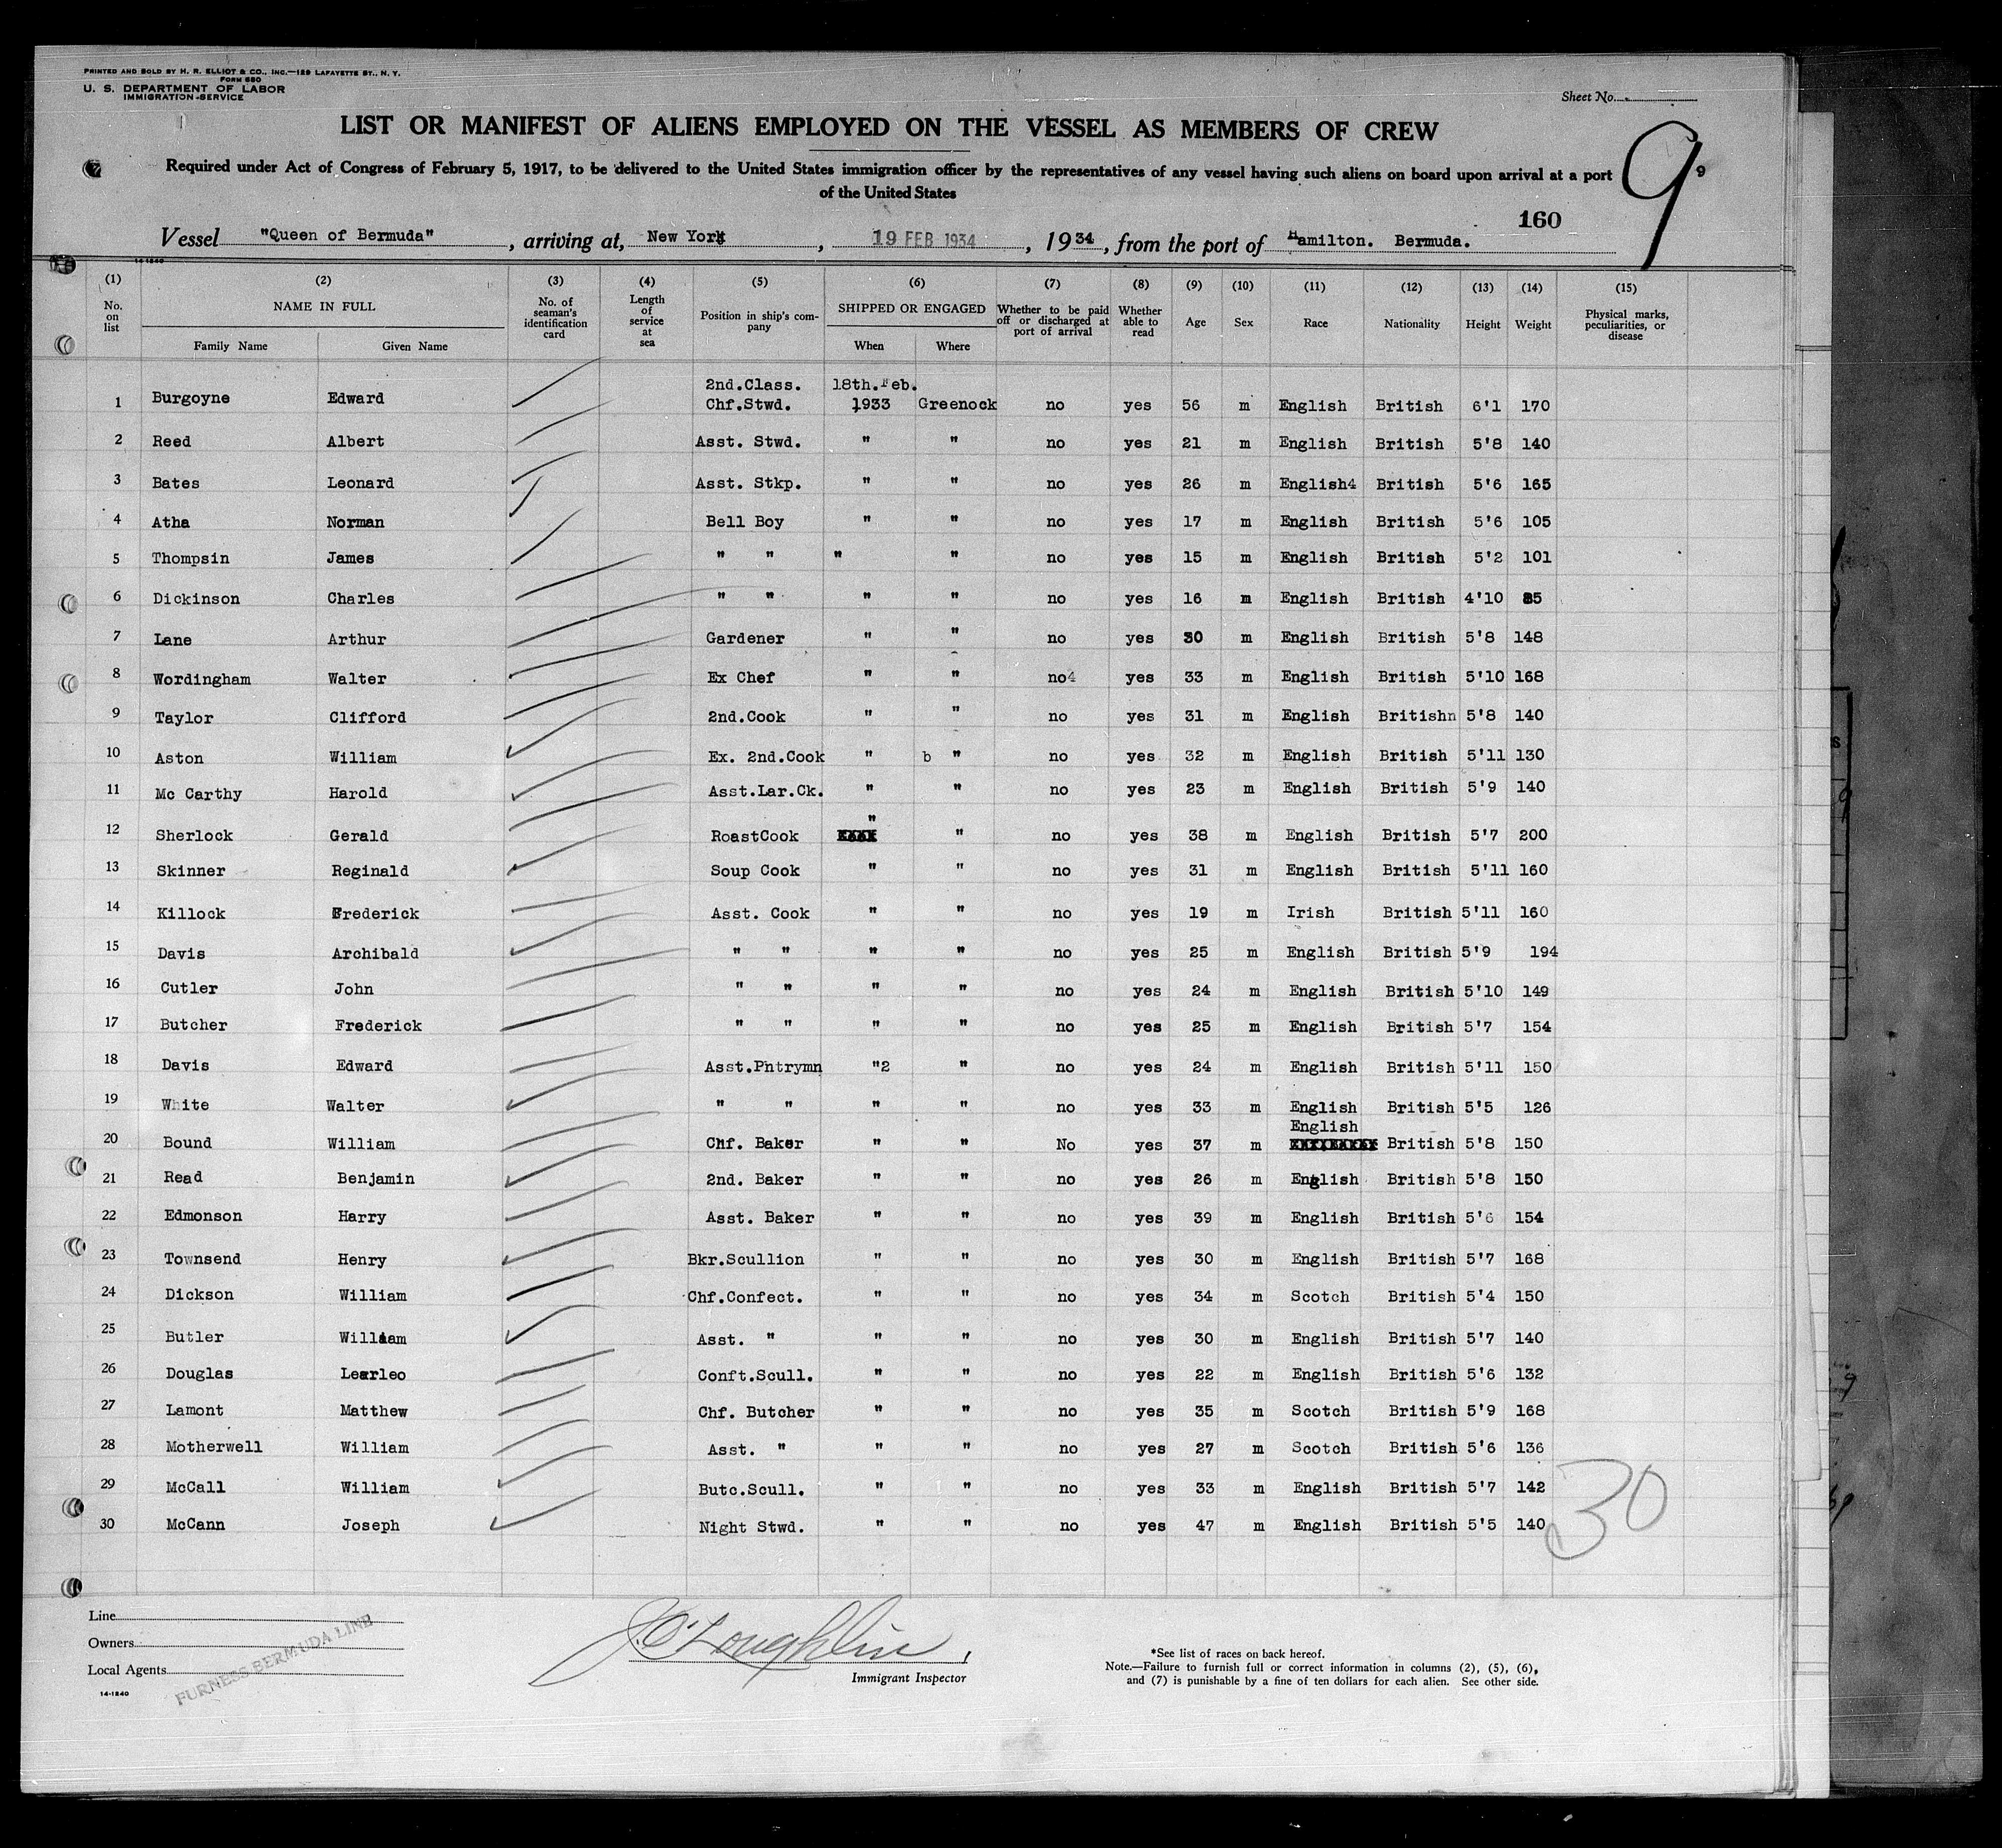 PRINTED AND SOLD BY H. R. ELLIOT & CO., INC.—129 LAFAYETTE ST., N. Y.
FORM 680
U. S. DEPARTMENT OF LABOR
IMMIGRATION SERVICE
Sheet No.
LIST OR MANIFEST OF ALIENS EMPLOYED ON THE VESSEL AS MEMBERS OF CREW
Required under Act of Congress of February 5, 1917, to be delivered to the United States immigration officer by the representatives of any vessel having such aliens on board upon arrival at a port
of the United States
9 9
160
Vessel "Queen of Bermuda", arriving at, New York, 19 FEB 1934, 1934, from the port of Hamilton. Bermuda.
14-1240
(1) (2) (3) (4) (5) (6) (7) (8) (9) (10) (11) (12) (13) (14) (15)
No. on list NAME IN FULL Family Name Given Name No. of seaman's identification card Length of service at sea Position in ship's company SHIPPED OR ENGAGED When Where Whether to be paid off or discharged at port of arrival Whether able to read Age Sex Race Nationality Height Weight Physical marks, peculiarities, or disease
1 Burgoyne Edward 2nd.Class. Chf.Stwd. 18th.Feb. 1933 Greenock no yes 56 m English British 6'1 170
2 Reed Albert Asst. Stwd. " " no yes 21 m English British 5'8 140
3 Bates Leonard Asst. Stkp. " " no yes 26 m English4 British 5'6 165
4 Atha Norman Bell Boy " " no yes 17 m English British 5'6 105
5 Thompsin James " " " " no yes 15 m English British 5'2 101
6 Dickinson Charles " " " " no yes 16 m English British 4'10 85
7 Lane Arthur Gardener " " no yes 30 m English British 5'8 148
8 Wordingham Walter Ex Chef " " no4 yes 33 m English British 5'10 168
9 Taylor Clifford 2nd.Cook " " no yes 31 m English Britishn 5'8 140
10 Aston William Ex. 2nd.Cook " b " no yes 32 m English British 5'11 130
11 Mc Carthy Harold Asst.Lar.Ck. " " no yes 23 m English British 5'9 140
12 Sherlock Gerald RoastCook " " no yes 38 m English British 5'7 200
13 Skinner Reginald Soup Cook " " no yes 31 m English British 5'11 160
14 Killock Frederick Asst. Cook " " no yes 19 m Irish British 5'11 160
15 Davis Archibald " " " " no yes 25 m English British 5'9 194
16 Cutler John " " " " no yes 24 m English British 5'10 149
17 Butcher Frederick " " " " no yes 25 m English British 5'7 154
18 Davis Edward Asst.Pntrymn "2 " no yes 24 m English British 5'11 150
19 White Walter " " " " no yes 33 m English British 5'5 126
20 Bound William Chf. Baker " " No yes 37 m English British 5'8 150
21 Read Benjamin 2nd. Baker " " no yes 26 m English British 5'8 150
22 Edmonson Harry Asst. Baker " " no yes 39 m English British 5'6 154
23 Townsend Henry Bkr.Scullion " " no yes 30 m English British 5'7 168
24 Dickson William Chf.Confect. " " no yes 34 m Scotch British 5'4 150
25 Butler William Asst. " " " no yes 30 m English British 5'7 140
26 Douglas Learleo Conft.Scull. " " no yes 22 m English British 5'6 132
27 Lamont Matthew Chf. Butcher " " no yes 35 m Scotch British 5'9 168
28 Motherwell William Asst. " " " no yes 27 m Scotch British 5'6 136
29 McCall William Butc.Scull. " " no yes 33 m English British 5'7 142
30 McCann Joseph Night Stwd. " " no yes 47 m English British 5'5 140
30
Line
Owners
Local Agents
FURNESS BERMUDA LINE
14-1240
J. O'Loughlin,
Immigrant Inspector
*See list of races on back hereof.
Note.—Failure to furnish full or correct information in columns (2), (5), (6),
and (7) is punishable by a fine of ten dollars for each alien. See other side.